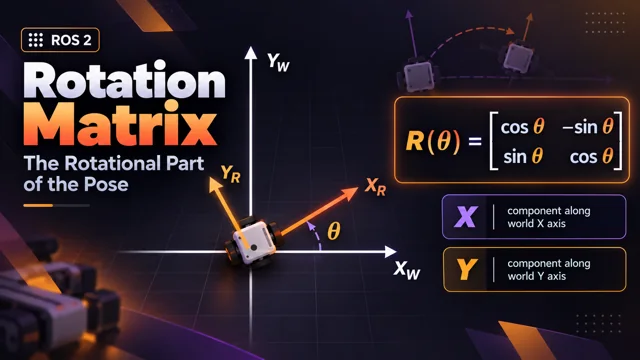 ROS 2
Rotation
Matrix
The Rotational Part
of the Pose
Y_W
Y_R
X_R
θ
X_W
R(θ) = [cos θ −sin θ
sin θ cos θ]
X component along
world X axis
Y component along
world Y axis